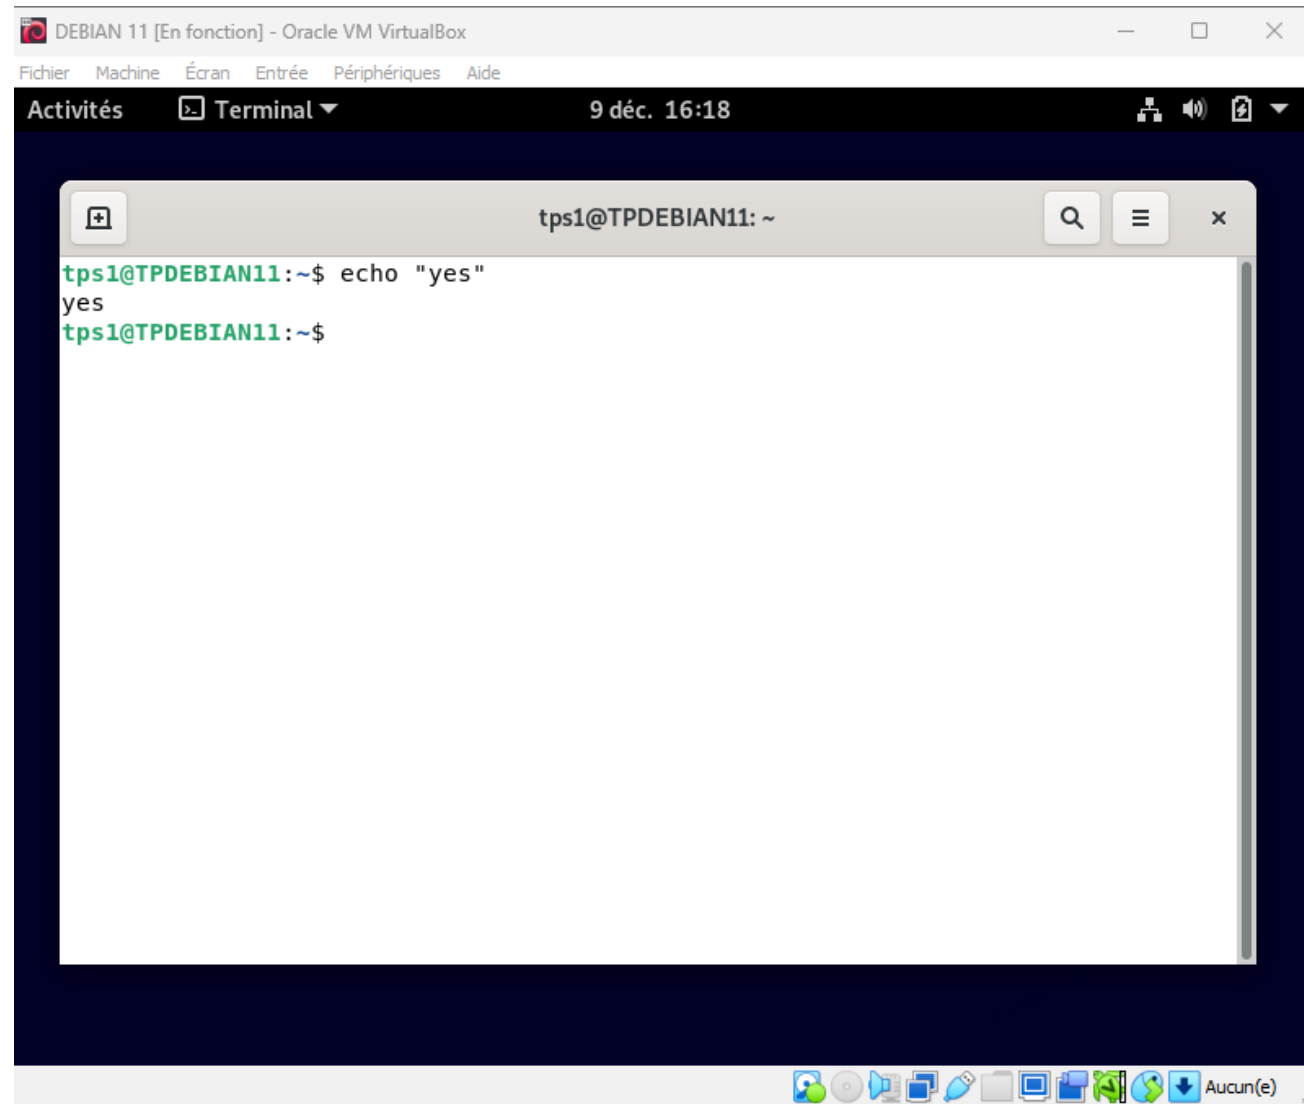 DEBIAN 11 [En fonction] - Oracle VM VirtualBox
Fichier Machine Écran Entrée Périphériques Aide
Activités Terminal 9 déc. 16:18
tps1@TPDEBIAN11: ~
tps1@TPDEBIAN11:~$ echo "yes"
yes
tps1@TPDEBIAN11:~$
Aucun(e)